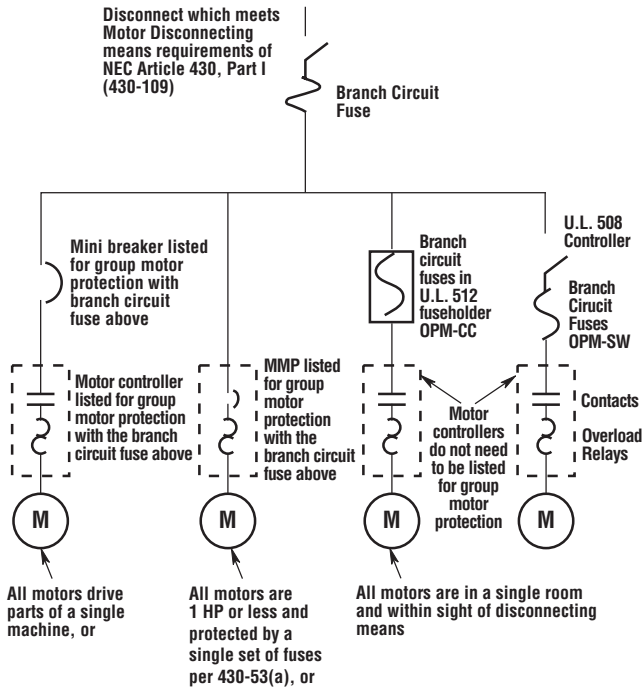 Disconnect which meets
Motor Disconnecting
means requirements of
NEC Article 430, Part I
(430-109)
Branch Circuit
Fuse
Mini breaker listed
for group motor
protection with
branch circuit
fuse above
Branch
circuit
fuses in
U.L. 512
fuseholder
OPM-CC
U.L. 508
Controller
Branch
Cirucit
Fuses
OPM-SW
Motor controller
listed for group
motor protection
with the branch
circuit fuse above
MMP listed
for group
motor
protection
with the
branch circuit
fuse above
Motor
controllers
do not need
to be listed
for group
motor
protection
Contacts
Overload
Relays
M
M
M
M
All motors drive
parts of a single
machine, or
All motors are
1 HP or less and
protected by a
single set of fuses
per 430-53(a), or
All motors are in a single room
and within sight of disconnecting
means